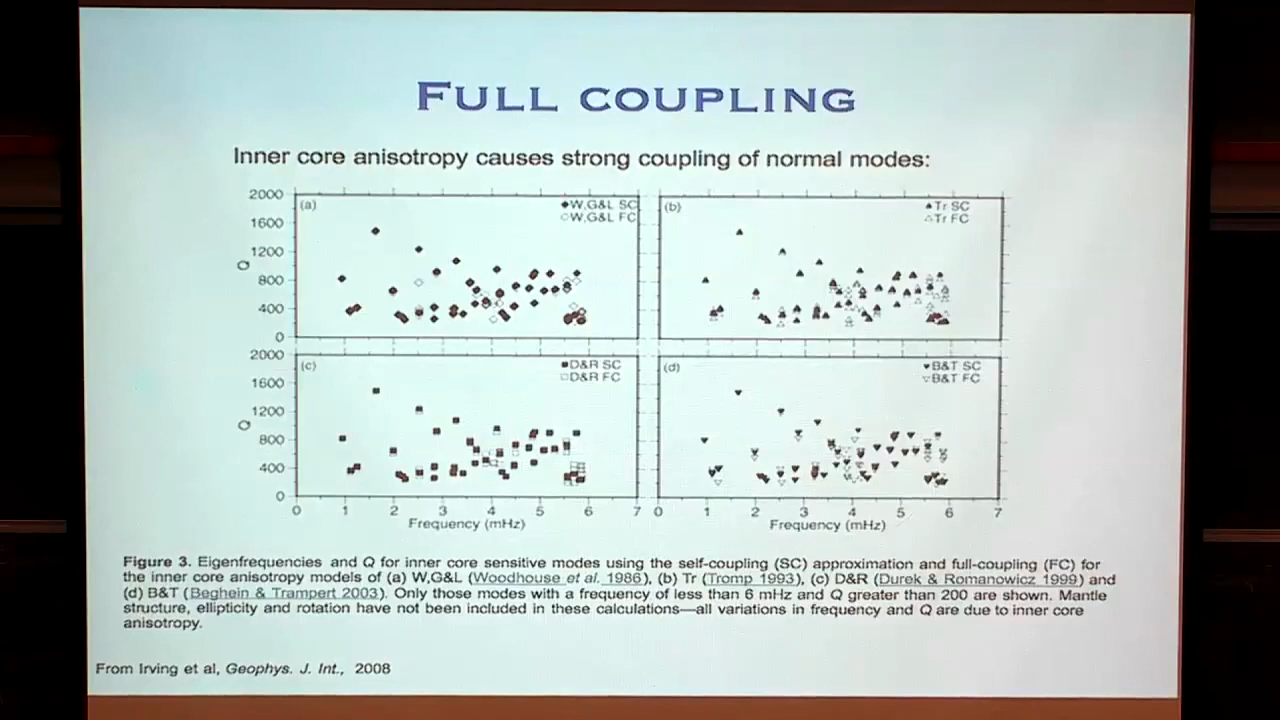 FULL COUPLING
Inner core anisotropy causes strong coupling of normal modes:
2000
1600
1200
800
400
0
Q
(a)
◆W,G&L SC
◇W,G&L FC
(b)
▲Tr SC
△Tr FC
2000
1600
1200
800
400
0
Q
(c)
■D&R SC
□D&R FC
(d)
▼B&T SC
▽B&T FC
0 1 2 3 4 5 6 7
0 1 2 3 4 5 6 7
Frequency (mHz)
Frequency (mHz)
Figure 3. Eigenfrequencies and Q for inner core sensitive modes using the self-coupling (SC) approximation and full-coupling (FC) for
the inner core anisotropy models of (a) W,G&L (Woodhouse et al. 1986), (b) Tr (Tromp 1993), (c) D&R (Durek & Romanowicz 1999) and
(d) B&T (Beghein & Trampert 2003). Only those modes with a frequency of less than 6 mHz and Q greater than 200 are shown. Mantle
structure, ellipticity and rotation have not been included in these calculations—all variations in frequency and Q are due to inner core
anisotropy.
From Irving et al, Geophys. J. Int., 2008